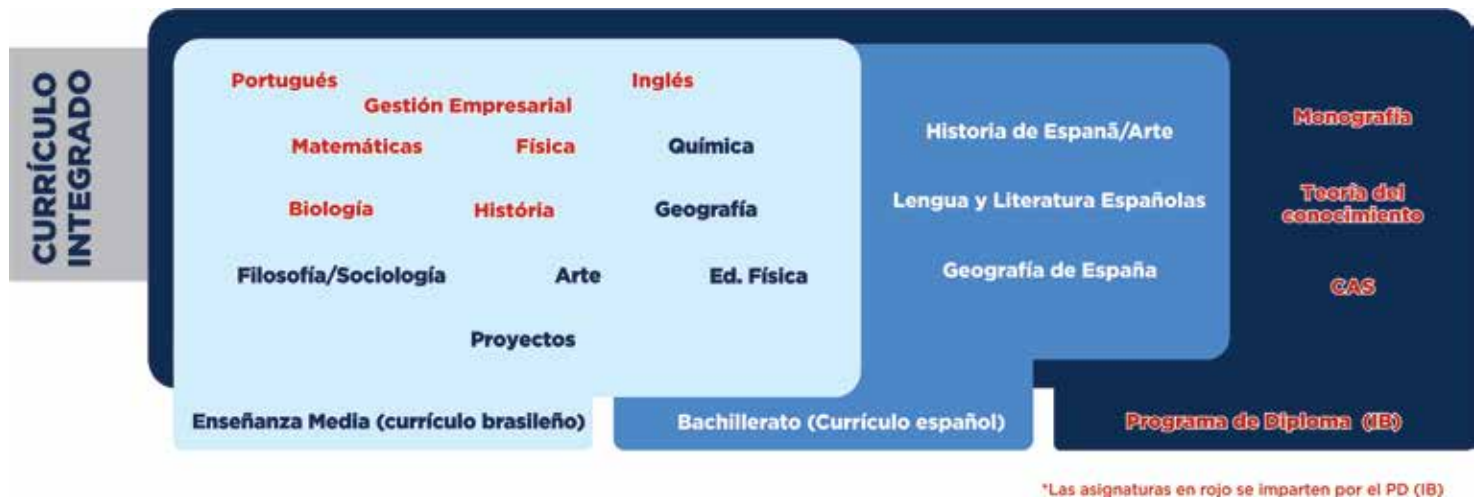 CURRÍCULO
INTEGRADO
Portugués
Inglés
Gestión Empresarial
Matemáticas
Física
Química
Biología
História
Geografía
Filosofía/Sociología
Arte
Ed. Física
Proyectos
Historia de Espanã/Arte
Lengua y Literatura Españolas
Geografía de España
Monografía
Teoría del
conocimiento
CAS
Enseñanza Media (currículo brasileño)
Bachillerato (Currículo español)
Programa de Diploma (IB)
*Las asignaturas en rojo se imparten por el PD (IB)